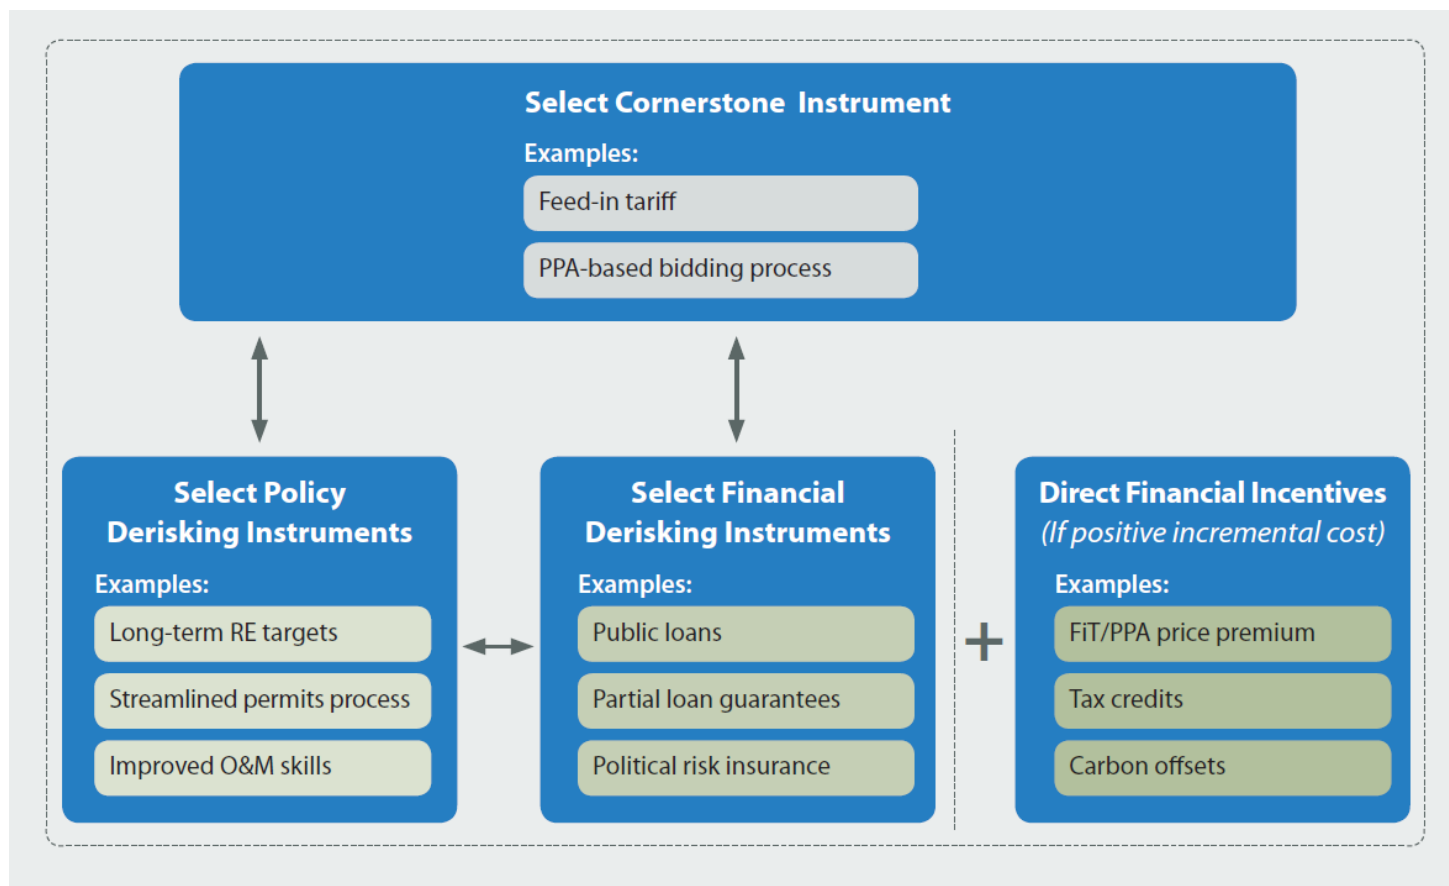 Select Cornerstone Instrument
Examples:
Feed-in tariff
PPA-based bidding process
Select Policy
Derisking Instruments
Examples:
Long-term RE targets
Streamlined permits process
Improved O&M skills
Select Financial
Derisking Instruments
Examples:
Public loans
Partial loan guarantees
Political risk insurance
+
Direct Financial Incentives
(If positive incremental cost)
Examples:
FiT/PPA price premium
Tax credits
Carbon offsets